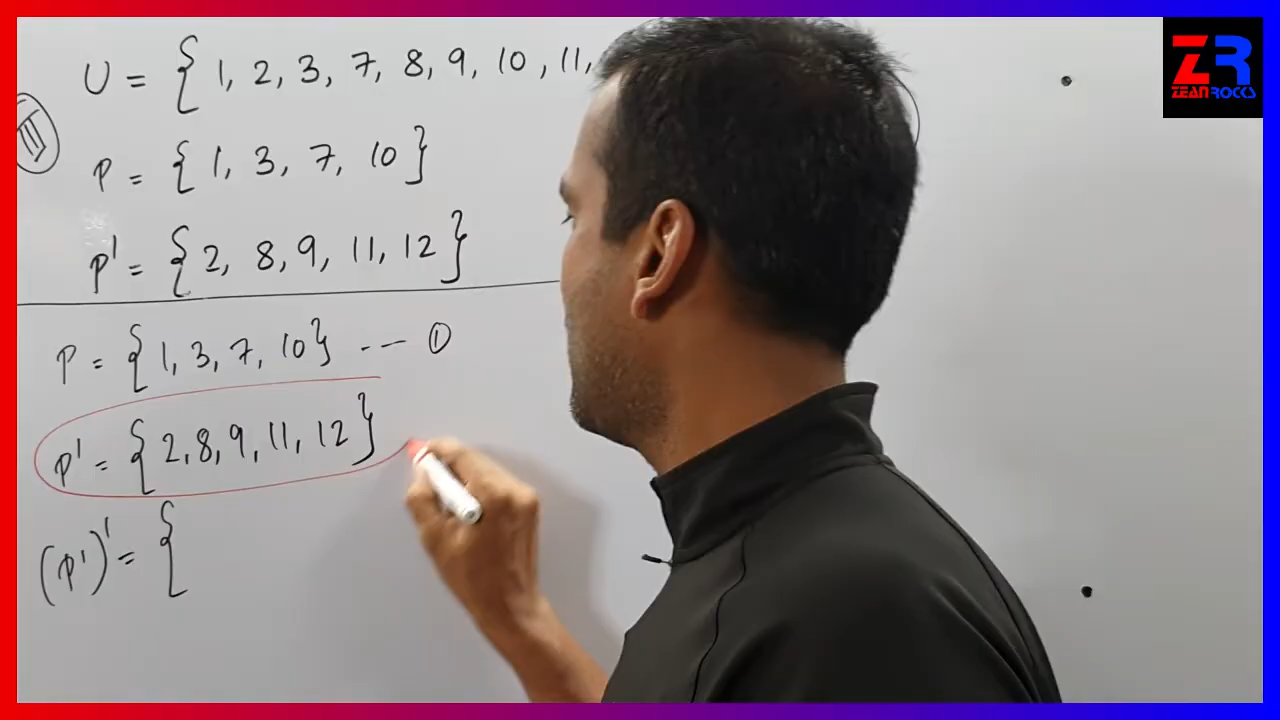 U = { 1, 2, 3, 7, 8, 9, 10, 11,
III
P = { 1, 3, 7, 10 }
P' = { 2, 8, 9, 11, 12 }
P = { 1, 3, 7, 10 } --- ①
P' = { 2, 8, 9, 11, 12 }
(P')' = {
ZR
ZEAN ROCKS